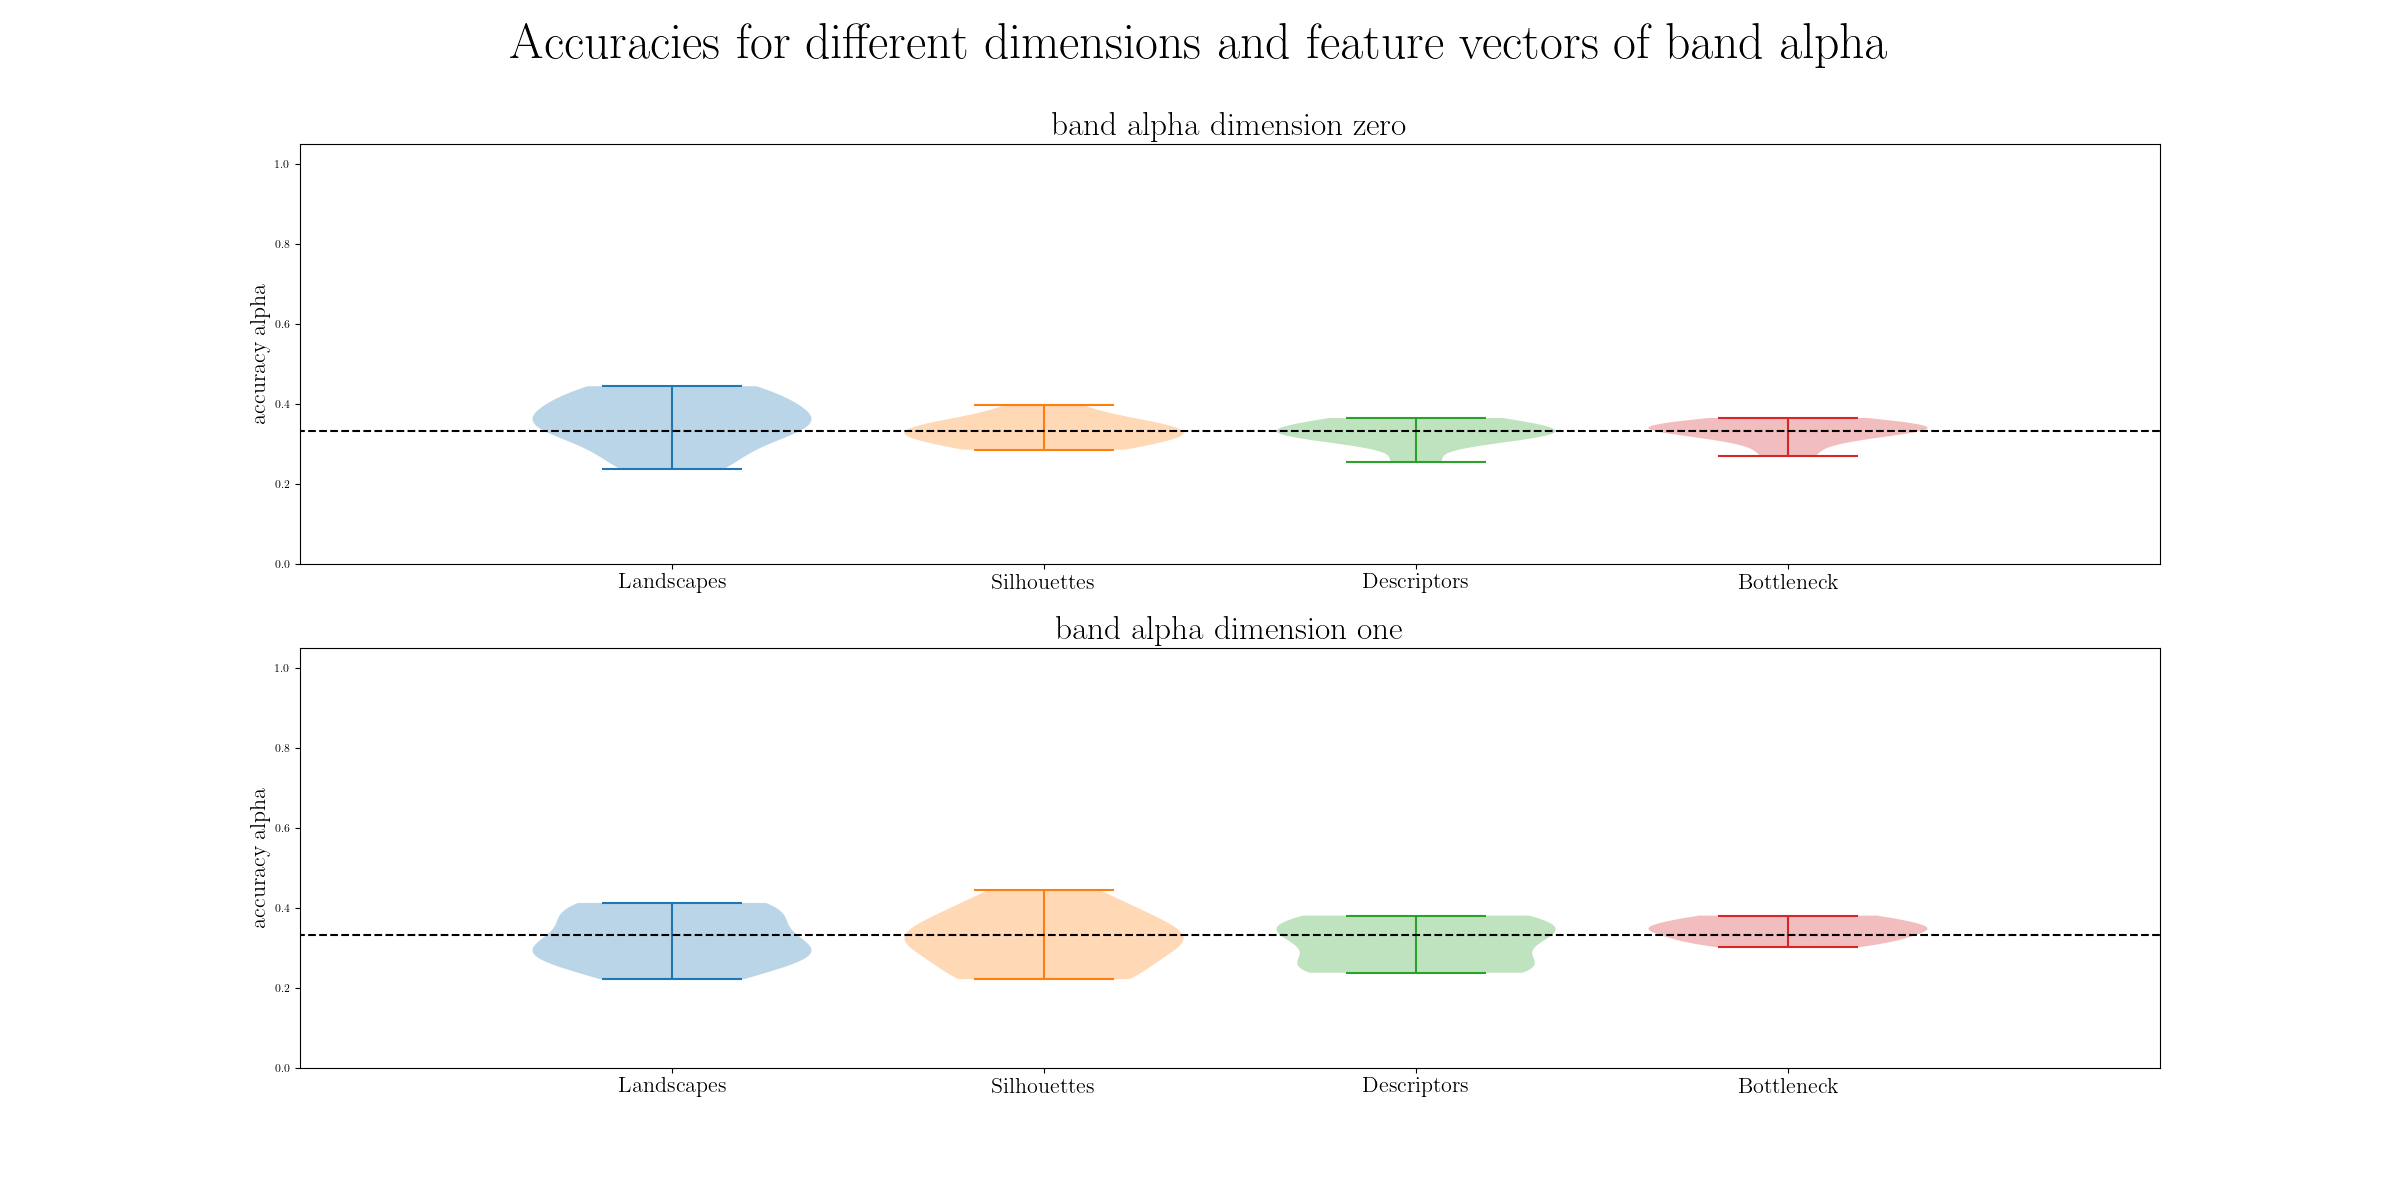 Accuracies for different dimensions and feature vectors of band alpha
band alpha dimension zero
1.0
0.8
0.6
0.4
0.2
0.0
accuracy alpha
Landscapes Silhouettes Descriptors Bottleneck
band alpha dimension one
1.0
0.8
0.6
0.4
0.2
0.0
accuracy alpha
Landscapes Silhouettes Descriptors Bottleneck